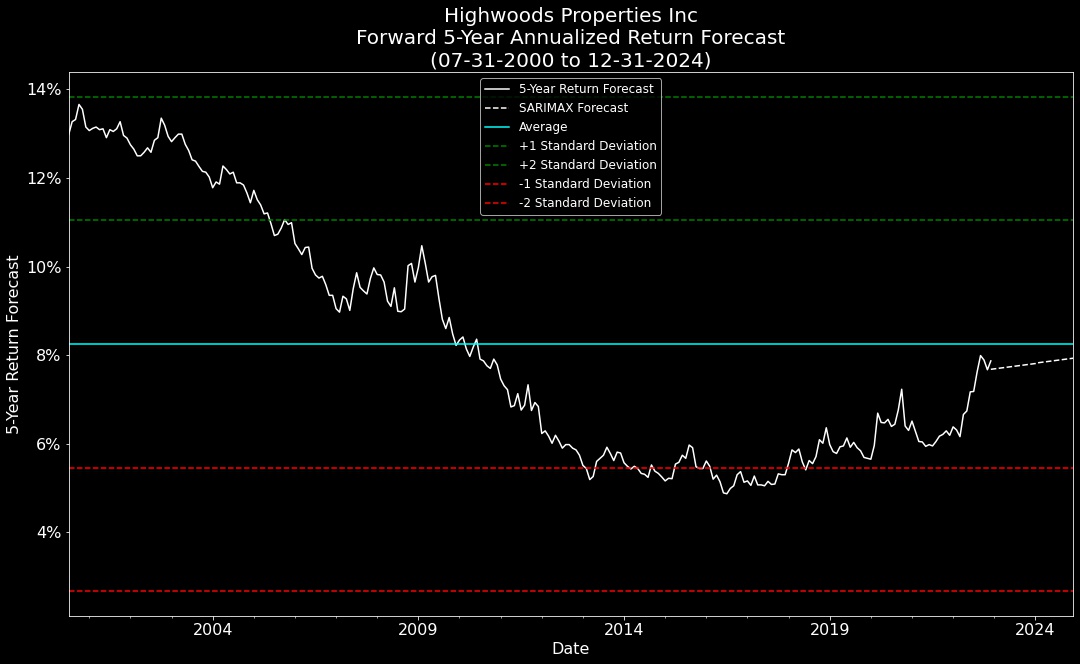 Highwoods Properties Inc
Forward 5-Year Annualized Return Forecast
(07-31-2000 to 12-31-2024)
5-Year Return Forecast
SARIMAX Forecast
Average
+1 Standard Deviation
+2 Standard Deviation
-1 Standard Deviation
-2 Standard Deviation
14%
12%
10%
8%
6%
4%
5-Year Return Forecast
2004
2009
2014
2019
2024
Date